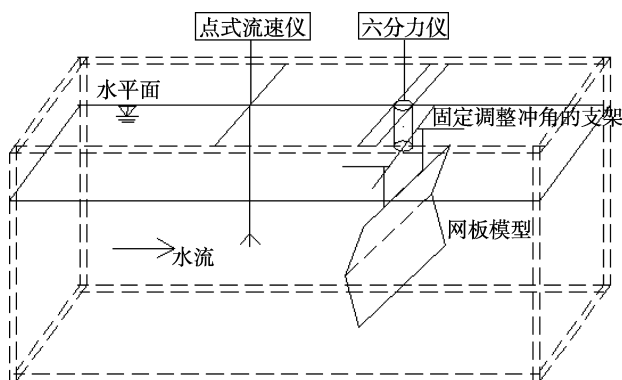 点式流速仪
六分力仪
水平面
固定调整冲角的支架
网板模型
水流